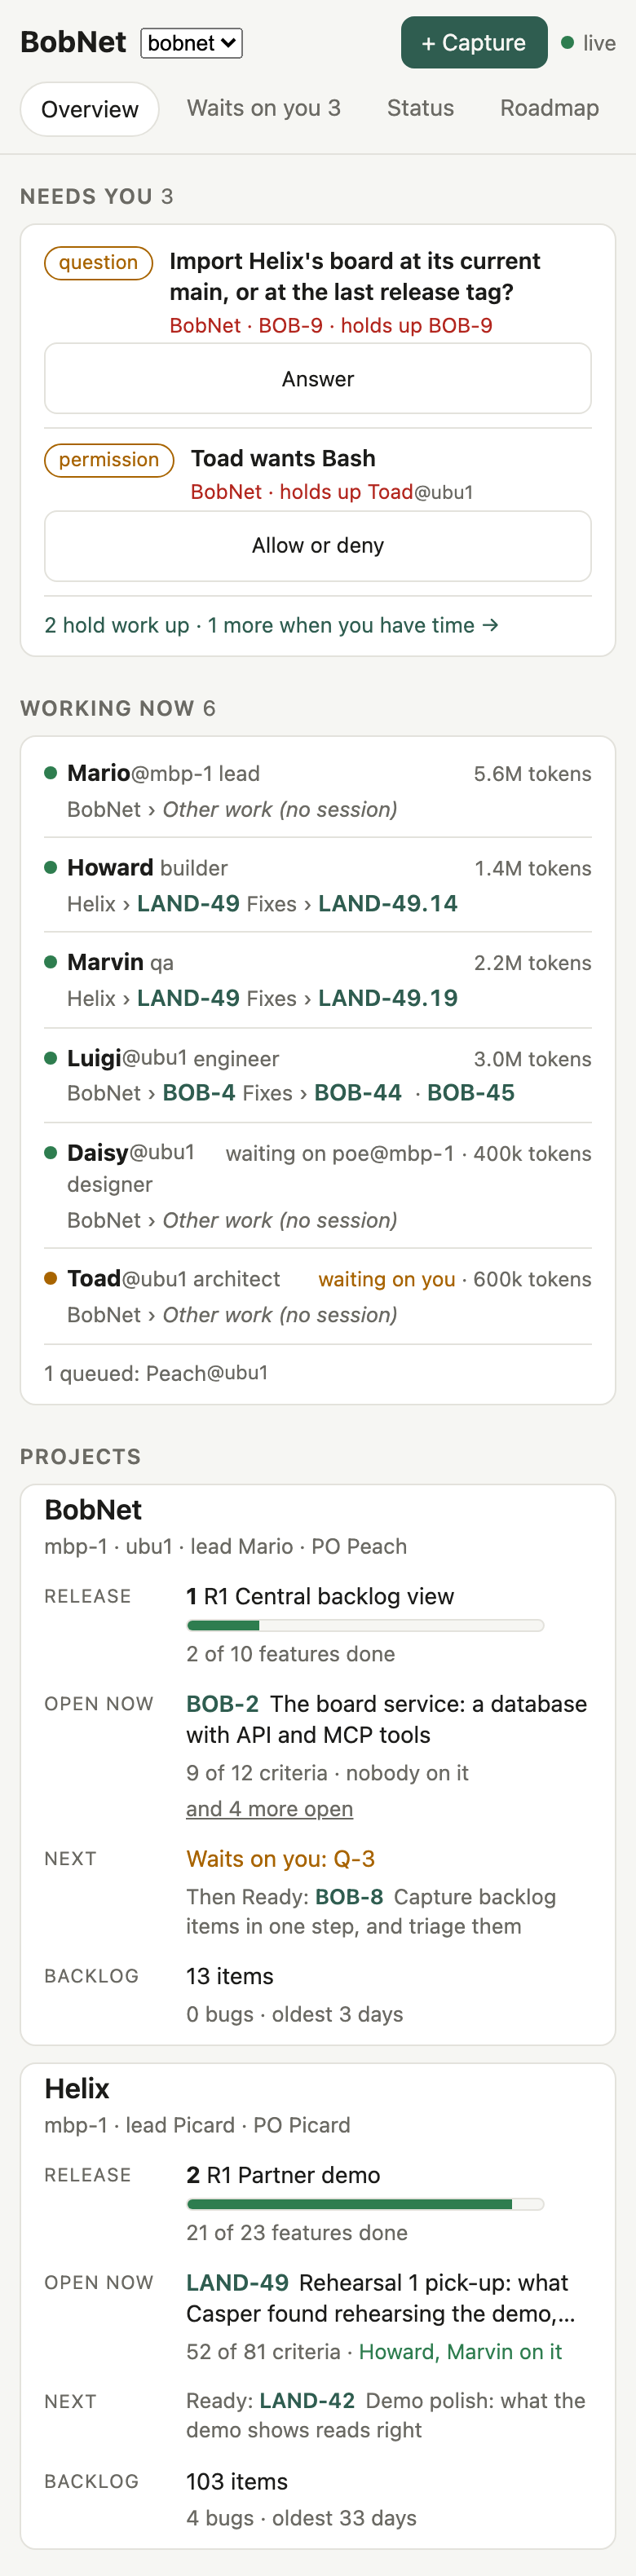 BobNet bobnet + Capture live
Overview Waits on you 3 Status Roadmap
NEEDS YOU 3
question Import Helix's board at its current
main, or at the last release tag?
BobNet · BOB-9 · holds up BOB-9
Answer
permission Toad wants Bash
BobNet · holds up Toad@ubu1
Allow or deny
2 hold work up · 1 more when you have time →
WORKING NOW 6
Mario@mbp-1 lead 5.6M tokens
BobNet › Other work (no session)
Howard builder 1.4M tokens
Helix › LAND-49 Fixes › LAND-49.14
Marvin qa 2.2M tokens
Helix › LAND-49 Fixes › LAND-49.19
Luigi@ubu1 engineer 3.0M tokens
BobNet › BOB-4 Fixes › BOB-44 · BOB-45
Daisy@ubu1 waiting on poe@mbp-1 · 400k tokens
designer
BobNet › Other work (no session)
Toad@ubu1 architect waiting on you · 600k tokens
BobNet › Other work (no session)
1 queued: Peach@ubu1
PROJECTS
BobNet
mbp-1 · ubu1 · lead Mario · PO Peach
RELEASE 1 R1 Central backlog view
2 of 10 features done
OPEN NOW BOB-2 The board service: a database
with API and MCP tools
9 of 12 criteria · nobody on it
and 4 more open
NEXT Waits on you: Q-3
Then Ready: BOB-8 Capture backlog
items in one step, and triage them
BACKLOG 13 items
0 bugs · oldest 3 days
Helix
mbp-1 · lead Picard · PO Picard
RELEASE 2 R1 Partner demo
21 of 23 features done
OPEN NOW LAND-49 Rehearsal 1 pick-up: what
Casper found rehearsing the demo,...
52 of 81 criteria · Howard, Marvin on it
NEXT Ready: LAND-42 Demo polish: what the
demo shows reads right
BACKLOG 103 items
4 bugs · oldest 33 days